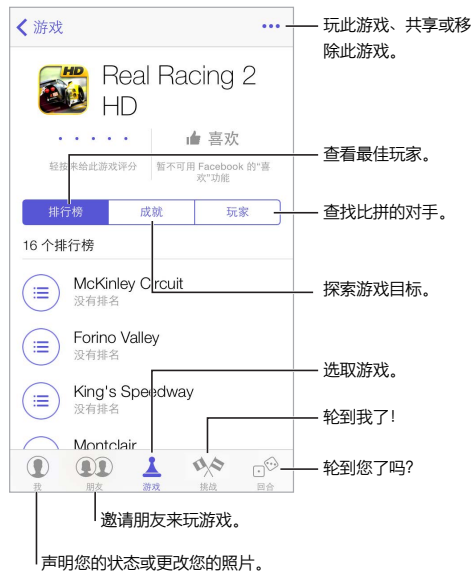 游戏
玩此游戏、共享或移
除此游戏。
HD
Real Racing 2
HD
喜欢
轻按来给此游戏评分
暂不可用 Facebook 的“喜
欢”功能
查看最佳玩家。
排行榜
成就
玩家
查找比拼的对手。
16 个排行榜
McKinley Circuit
没有排名
探索游戏目标。
Forino Valley
没有排名
选取游戏。
King's Speedway
没有排名
轮到我了!
Montclair
轮到您了吗?
我
朋友
游戏
挑战
回合
邀请朋友来玩游戏。
声明您的状态或更改您的照片。